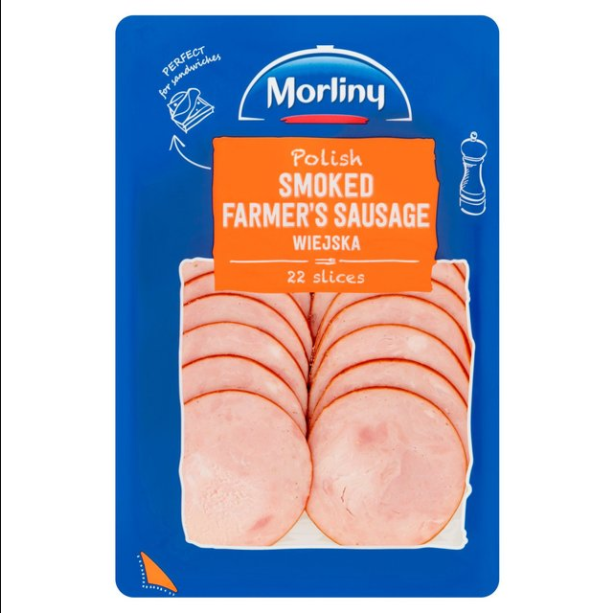 PERFECT
for sandwiches
Morliny
Polish
SMOKED
FARMER'S SAUSAGE
WIEJSKA
22 slices